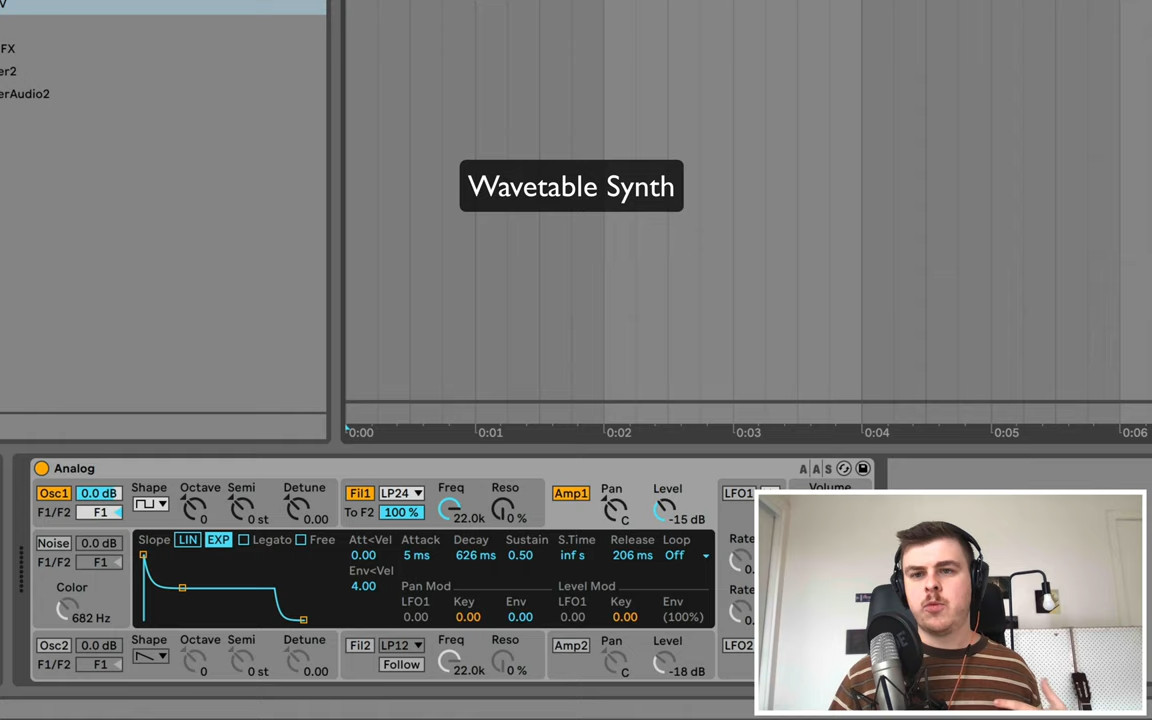 FX
er2
erAudio2
Wavetable Synth
0:00 0:01 0:02 0:03 0:04 0:05 0:06
Analog A A S
Osc1 0.0 dB Shape Octave Semi Detune Fil1 LP24 Freq Reso Amp1 Pan Level LFO1 Volume
F1/F2 F1 0 0 st 0.00 To F2 100 % 22.0k 0 % C -15 dB
Noise 0.0 dB Slope LIN EXP Legato Free Att<Vel Attack Decay Sustain S.Time Release Loop Rate
F1/F2 F1 0.00 5 ms 626 ms 0.50 inf s 206 ms Off 0.
Env<Vel
Color 4.00 Pan Mod Level Mod Rate
682 Hz LFO1 Key Env LFO1 Key Env
0.00 0.00 0.00 0.00 0.00 (100%) 0.
Osc2 0.0 dB Shape Octave Semi Detune Fil2 LP12 Freq Reso Amp2 Pan Level LFO2
F1/F2 F1 0 0 st 0.00 Follow 22.0k 0 % C -18 dB